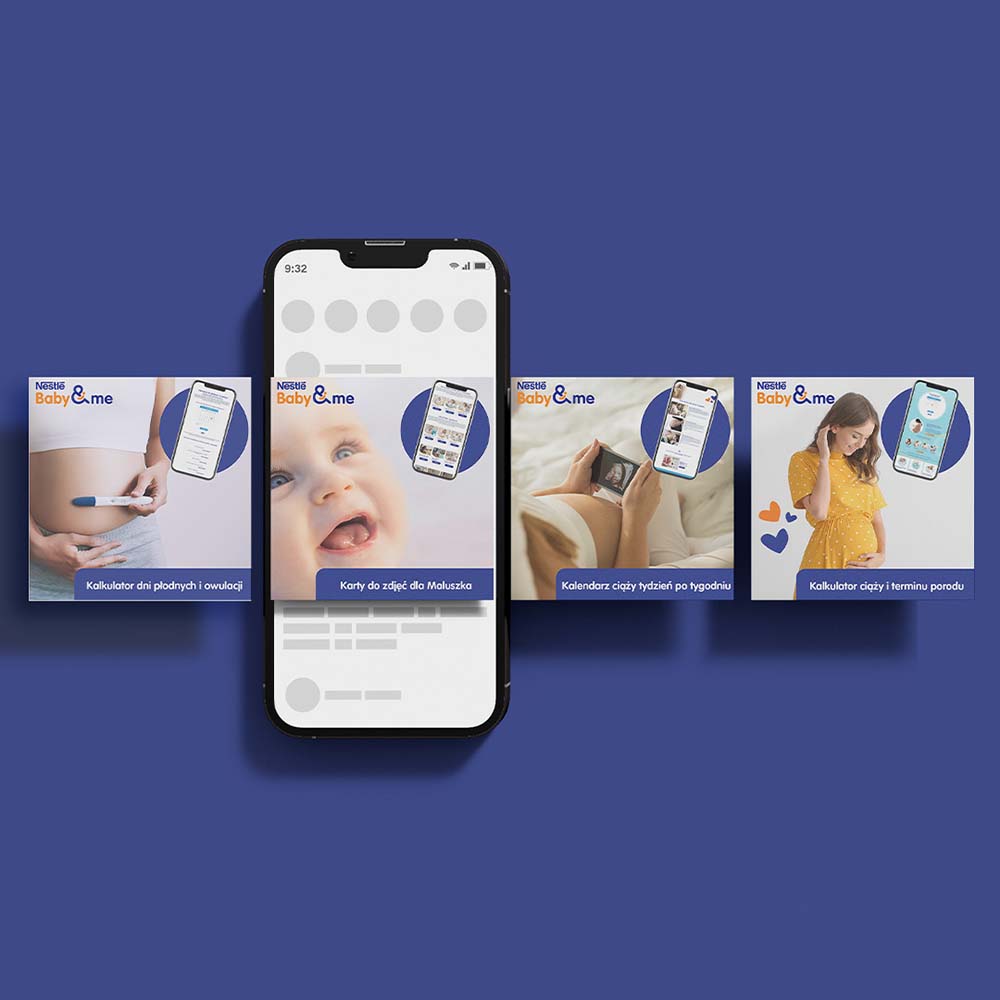 9:32
Nestlé
Baby&me
Kalkulator dni płodnych i owulacji
Nestlé
Baby&me
Karty do zdjęć dla Maluszka
Nestlé
Baby&me
Kalendarz ciąży tydzień po tygodniu
Nestlé
Baby&me
Kalkulator ciąży i terminu porodu